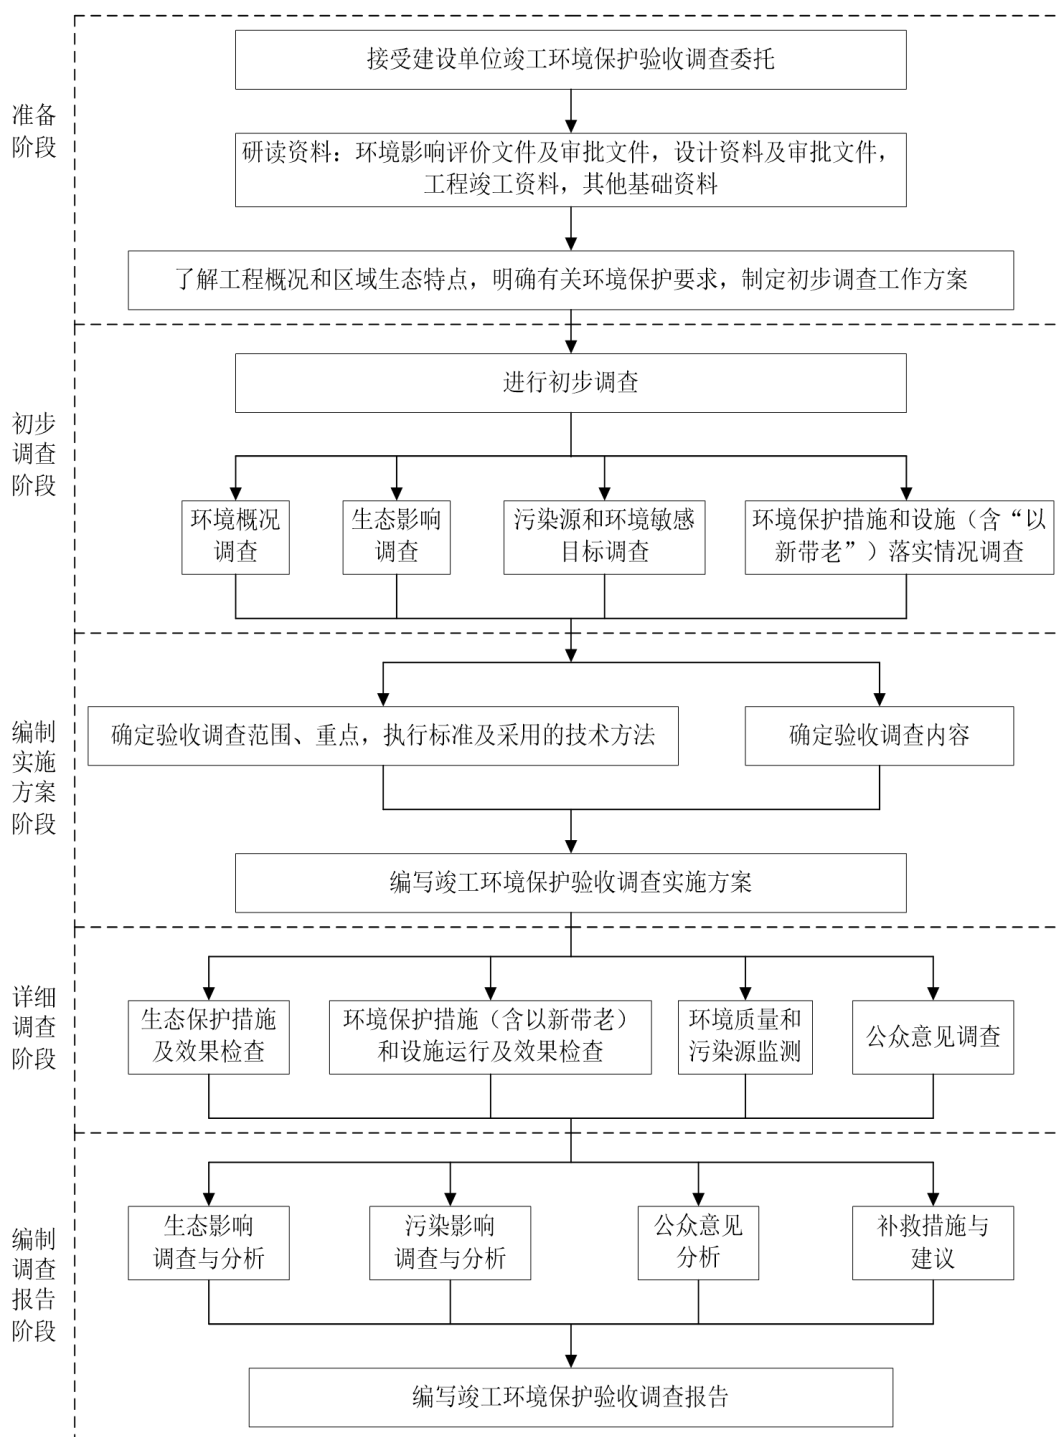 准备
阶段
接受建设单位竣工环境保护验收调查委托
研读资料：环境影响评价文件及审批文件，设计资料及审批文件，
工程竣工资料，其他基础资料
了解工程概况和区域生态特点，明确有关环境保护要求，制定初步调查工作方案
初步
调查
阶段
进行初步调查
环境概况
调查
生态影响
调查
污染源和环境敏感
目标调查
环境保护措施和设施（含“以
新带老”）落实情况调查
编制
实施
方案
阶段
确定验收调查范围、重点，执行标准及采用的技术方法
确定验收调查内容
编写竣工环境保护验收调查实施方案
详细
调查
阶段
生态保护措施
及效果检查
环境保护措施（含以新带老）
和设施运行及效果检查
环境质量和
污染源监测
公众意见调查
编制
调查
报告
阶段
生态影响
调查与分析
污染影响
调查与分析
公众意见
分析
补救措施与
建议
编写竣工环境保护验收调查报告